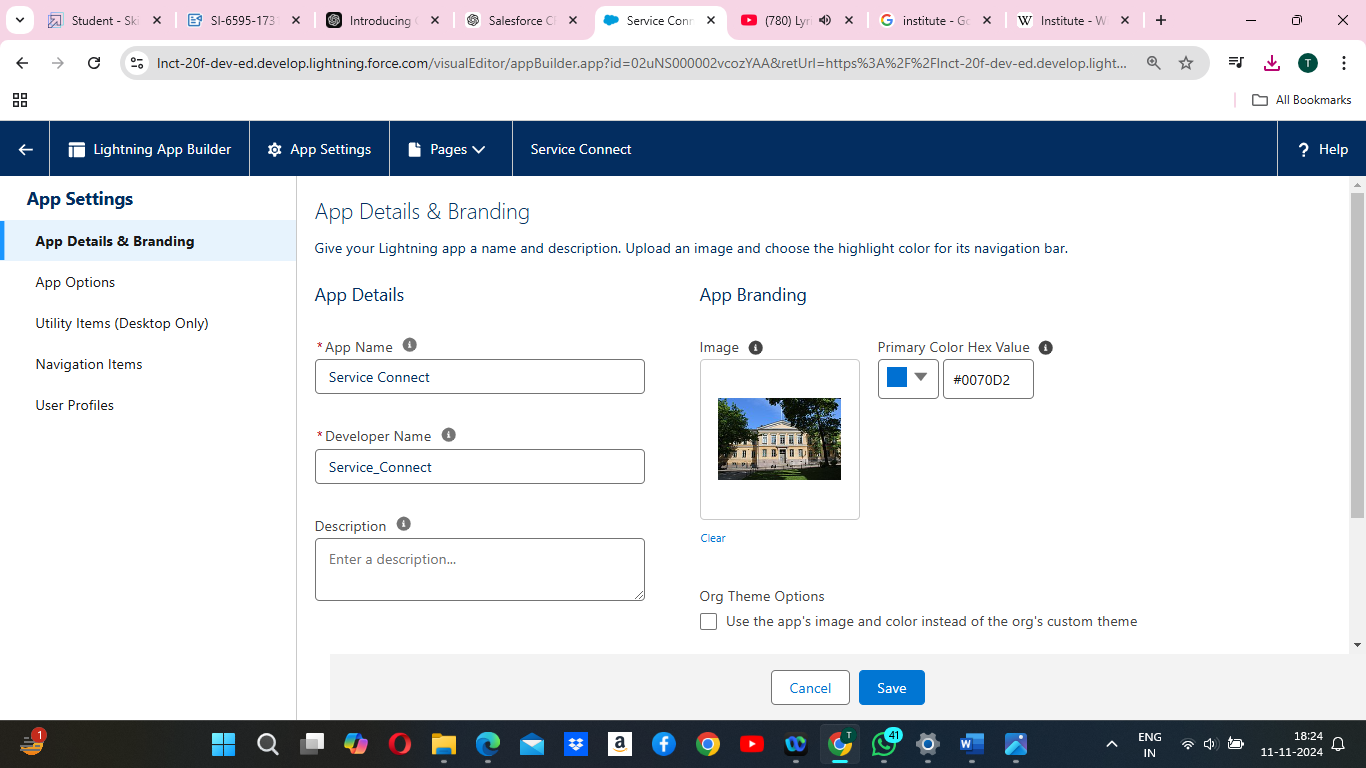 Student - Ski
SI-6595-173
Introducing
Salesforce C
Service Conn
(780) Lyri
institute - Go
Institute - W
lnct-20f-dev-ed.develop.lightning.force.com/visualEditor/appBuilder.app?id=02uNS000002vcozYAA&retUrl=https%3A%2F%2Flnct-20f-dev-ed.develop.light...
T
All Bookmarks
Lightning App Builder
App Settings
Pages
Service Connect
? Help
App Settings
App Details & Branding
App Options
Utility Items (Desktop Only)
Navigation Items
User Profiles
App Details & Branding
Give your Lightning app a name and description. Upload an image and choose the highlight color for its navigation bar.
App Details
* App Name
Service Connect
* Developer Name
Service_Connect
Description
Enter a description...
App Branding
Image
Primary Color Hex Value
#0070D2
Clear
Org Theme Options
Use the app's image and color instead of the org's custom theme
Cancel
Save
1
T
41
ENG
IN
18:24
11-11-2024